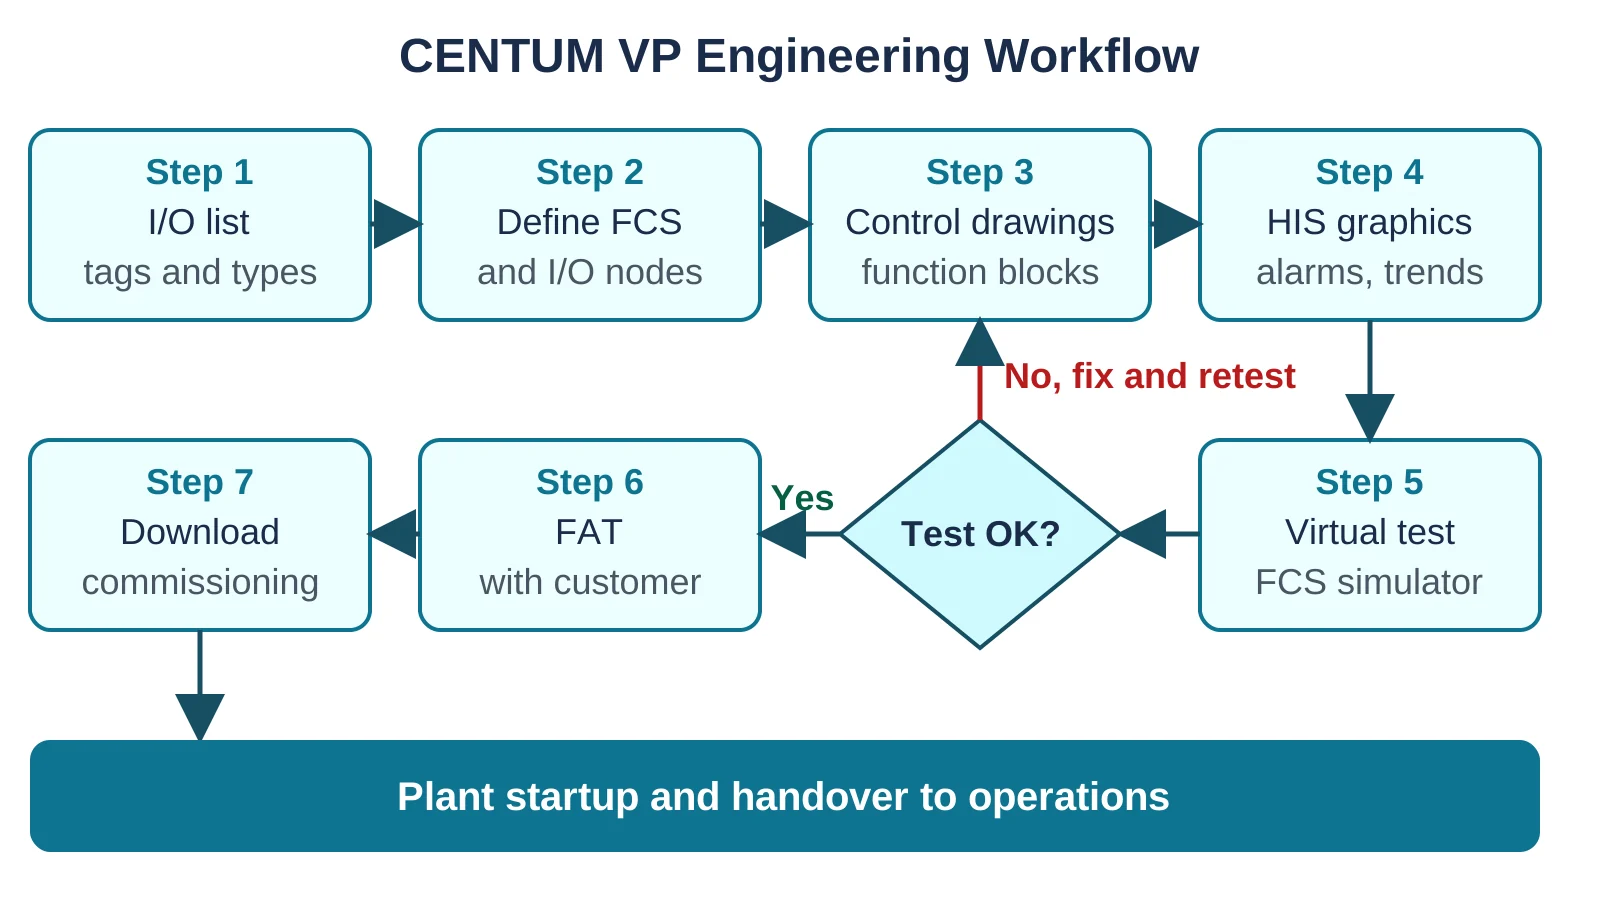 CENTUM VP Engineering Workflow
Step 1
I/O list
tags and types
Step 2
Define FCS
and I/O nodes
Step 3
Control drawings
function blocks
Step 4
HIS graphics
alarms, trends
No, fix and retest
Step 5
Virtual test
FCS simulator
Test OK?
Yes
Step 6
FAT
with customer
Step 7
Download
commissioning
Plant startup and handover to operations